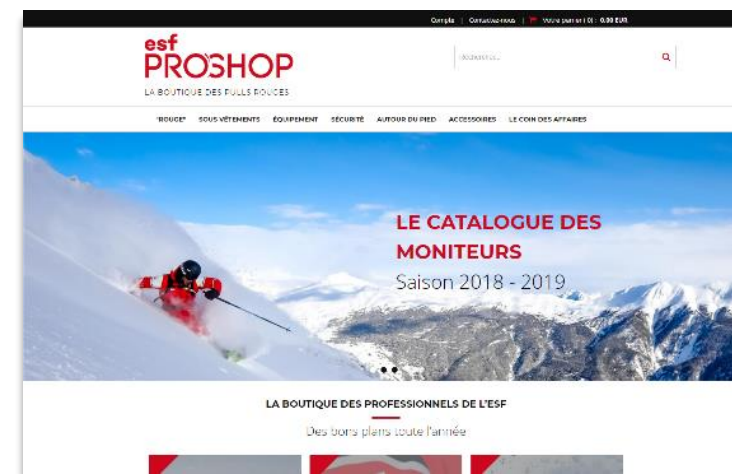 Compte | Contactez-nous | Votre panier ( 0 ) : 0.00 EUR
esf
PROSHOP
LA BOUTIQUE DES PULLS ROUGES
Recherche...
"ROUGE" SOUS VÊTEMENTS ÉQUIPEMENT SÉCURITÉ AUTOUR DU PIED ACCESSOIRES LE COIN DES AFFAIRES
LE CATALOGUE DES
MONITEURS
Saison 2018 - 2019
LA BOUTIQUE DES PROFESSIONNELS DE L'ESF
Des bons plans toute l'année